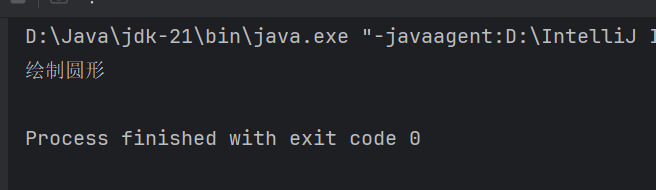 D:\Java\jdk-21\bin\java.exe "-javaagent:D:\IntelliJ
绘制圆形
Process finished with exit code 0